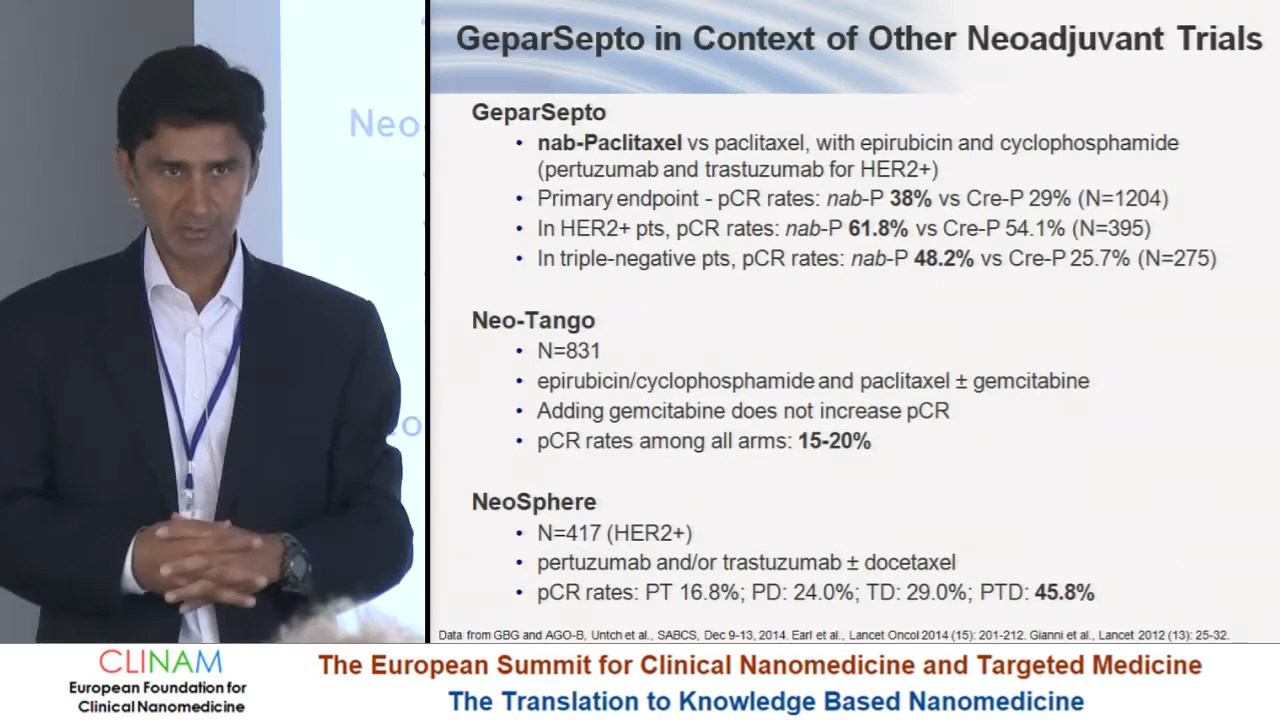 GeparSepto in Context of Other Neoadjuvant Trials
GeparSepto
• nab-Paclitaxel vs paclitaxel, with epirubicin and cyclophosphamide
(pertuzumab and trastuzumab for HER2+)
• Primary endpoint - pCR rates: nab-P 38% vs Cre-P 29% (N=1204)
• In HER2+ pts, pCR rates: nab-P 61.8% vs Cre-P 54.1% (N=395)
• In triple-negative pts, pCR rates: nab-P 48.2% vs Cre-P 25.7% (N=275)
Neo-Tango
• N=831
• epirubicin/cyclophosphamide and paclitaxel ± gemcitabine
• Adding gemcitabine does not increase pCR
• pCR rates among all arms: 15-20%
NeoSphere
• N=417 (HER2+)
• pertuzumab and/or trastuzumab ± docetaxel
• pCR rates: PT 16.8%; PD: 24.0%; TD: 29.0%; PTD: 45.8%
Data from GBG and AGO-B, Untch et al., SABCS, Dec 9-13, 2014. Earl et al., Lancet Oncol 2014 (15): 201-212. Gianni et al., Lancet 2012 (13): 25-32.
Neo
CLINAM
European Foundation for
Clinical Nanomedicine
The European Summit for Clinical Nanomedicine and Targeted Medicine
The Translation to Knowledge Based Nanomedicine